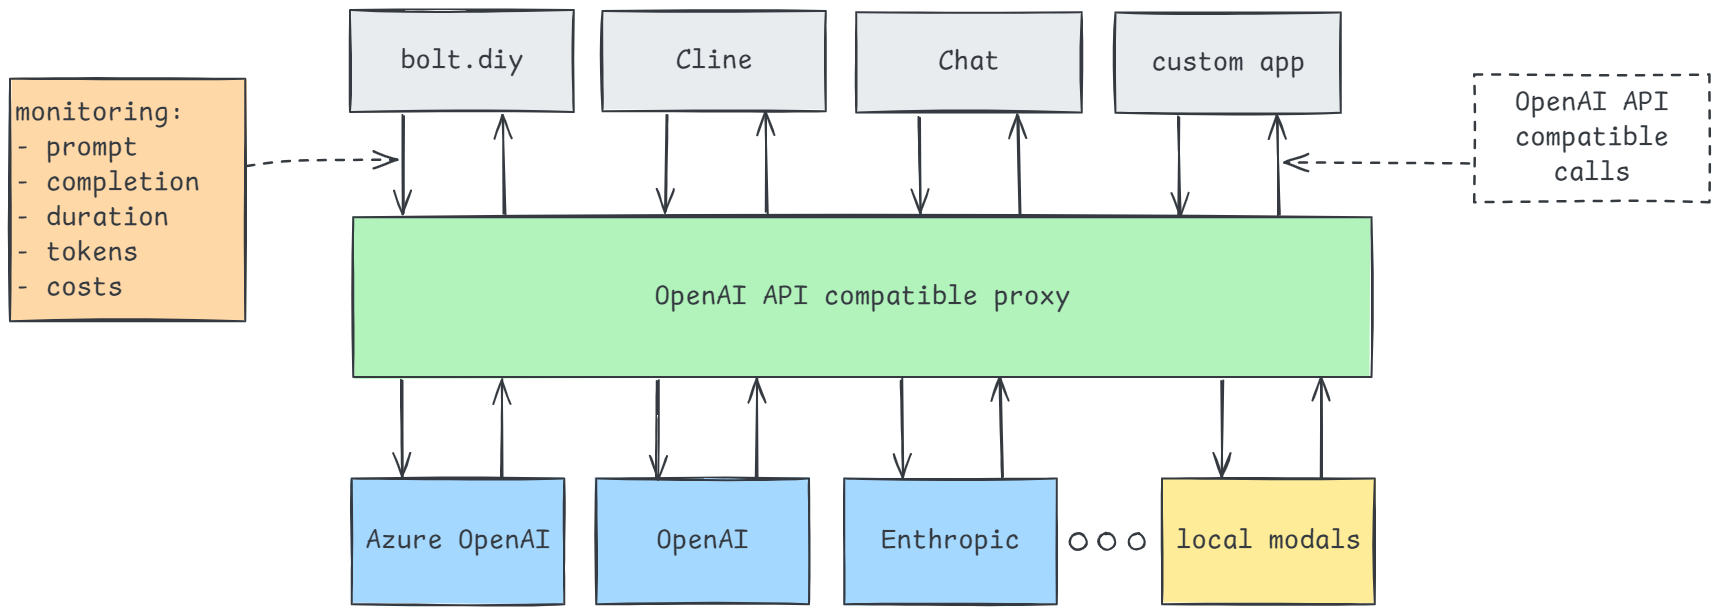 bolt.diy
Cline
Chat
custom app
monitoring:
- prompt
- completion
- duration
- tokens
- costs
OpenAI API
compatible
calls
OpenAI API compatible proxy
Azure OpenAI
OpenAI
Enthropic
local modals